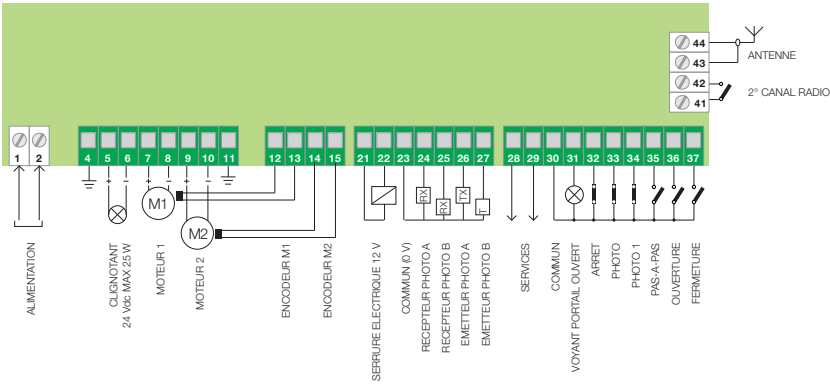 44
ANTENNE
43
42
2° CANAL RADIO
41
1 2
4 5 6 7 8 9 10 11
12 13 14 15
21 22 23 24 25 26 27
28 29 30 31 32 33 34 35 36 37
+ - + - + -
M1
M2
RX
RX
TX
T
ALIMENTATION
CLIGNOTANT
24 Vdc MAX 25 W
MOTEUR 1
MOTEUR 2
ENCODEUR M1
ENCODEUR M2
SERRURE ELECTRIQUE 12 V
COMMUN (0 V)
RECEPTEUR PHOTO A
RECEPTEUR PHOTO B
EMETTEUR PHOTO A
EMETTEUR PHOTO B
SERVICES
COMMUN
VOYANT PORTAIL OUVERT
ARRET
PHOTO
PHOTO 1
PAS-A-PAS
OUVERTURE
FERMETURE